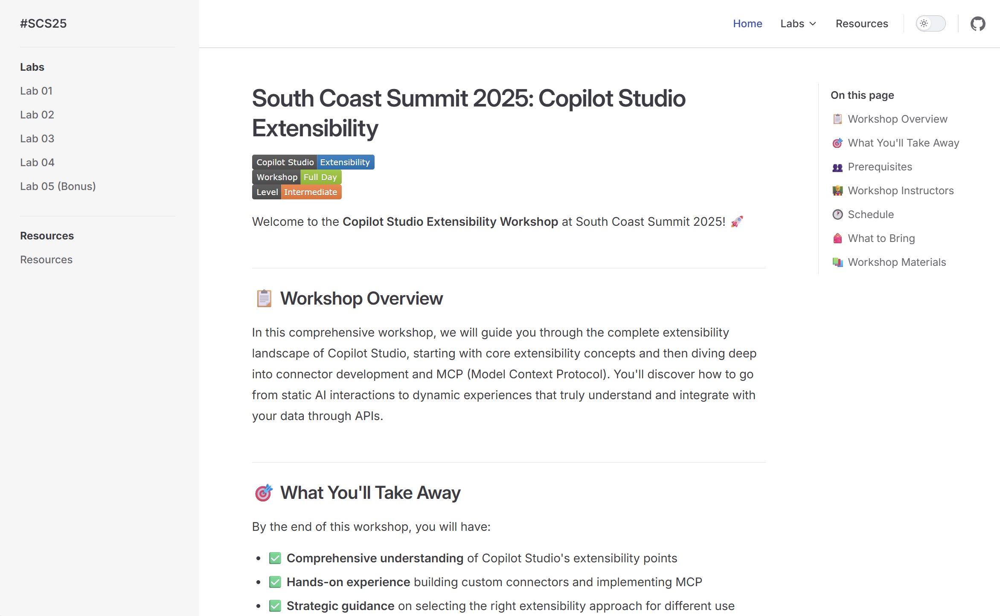 #SCS25
Home
Labs
Resources
Labs
Lab 01
Lab 02
Lab 03
Lab 04
Lab 05 (Bonus)
Resources
Resources
South Coast Summit 2025: Copilot Studio
Extensibility
Copilot Studio Extensibility
Workshop Full Day
Level Intermediate
Welcome to the Copilot Studio Extensibility Workshop at South Coast Summit 2025! 🚀
📋 Workshop Overview
In this comprehensive workshop, we will guide you through the complete extensibility
landscape of Copilot Studio, starting with core extensibility concepts and then diving deep
into connector development and MCP (Model Context Protocol). You'll discover how to go
from static AI interactions to dynamic experiences that truly understand and integrate with
your data through APIs.
🎯 What You'll Take Away
By the end of this workshop, you will have:
• ✅ Comprehensive understanding of Copilot Studio's extensibility points
• ✅ Hands-on experience building custom connectors and implementing MCP
• ✅ Strategic guidance on selecting the right extensibility approach for different use
On this page
📋 Workshop Overview
🎯 What You'll Take Away
👥 Prerequisites
👩‍🏫 Workshop Instructors
🕐 Schedule
🎒 What to Bring
📚 Workshop Materials